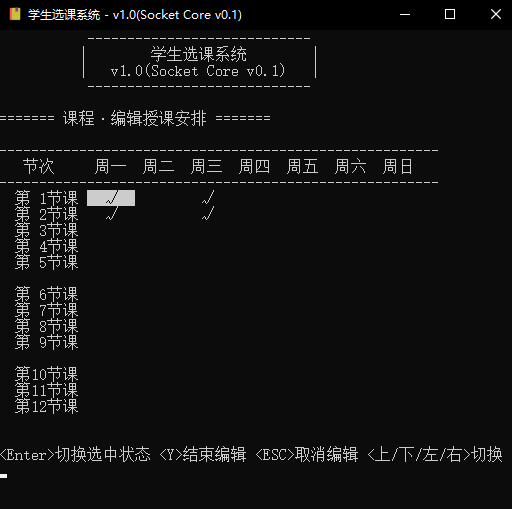 学生选课系统 - v1.0(Socket Core v0.1)
学生选课系统
v1.0(Socket Core v0.1)
======= 课程·编辑授课安排 =======
节次 周一 周二 周三 周四 周五 周六 周日
第 1节课 √ √
第 2节课 √ √
第 3节课
第 4节课
第 5节课
第 6节课
第 7节课
第 8节课
第 9节课
第10节课
第11节课
第12节课
<Enter>切换选中状态 <Y>结束编辑 <ESC>取消编辑 <上/下/左/右>切换